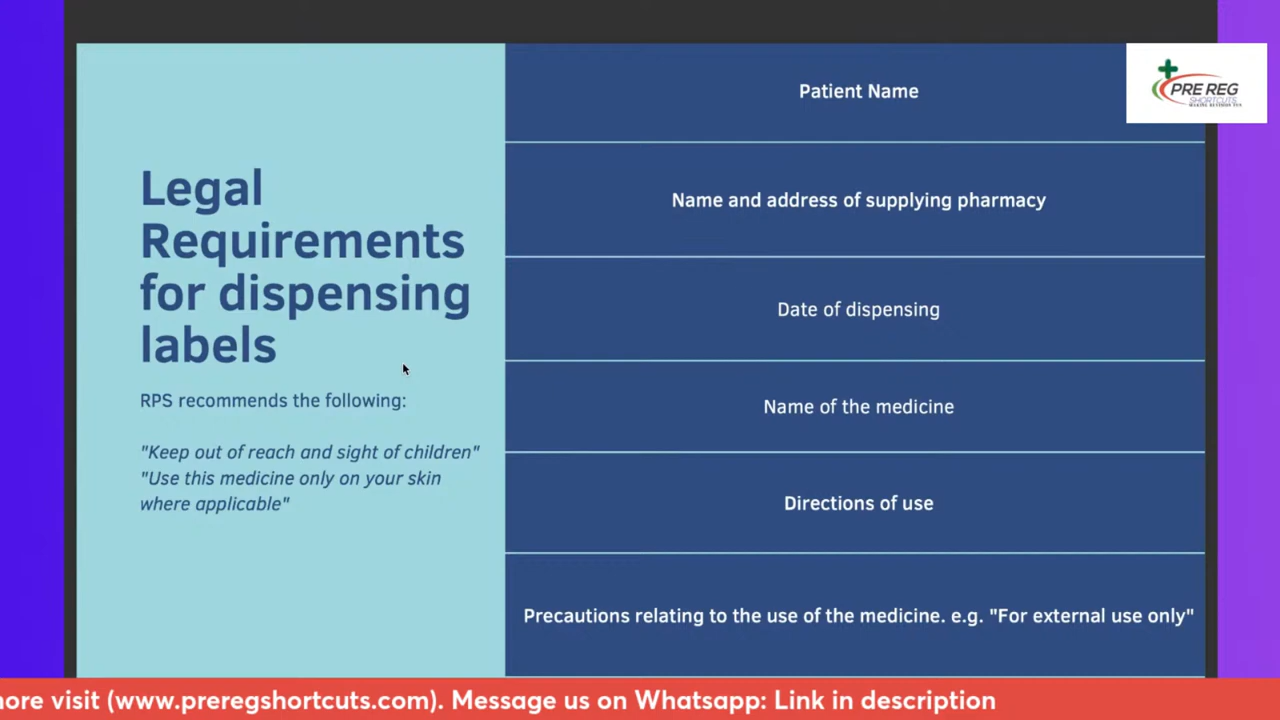 Legal
Requirements
for dispensing
labels
RPS recommends the following:
"Keep out of reach and sight of children"
"Use this medicine only on your skin
where applicable"
Patient Name
Name and address of supplying pharmacy
Date of dispensing
Name of the medicine
Directions of use
Precautions relating to the use of the medicine. e.g. "For external use only"
PRE REG
SHORTCUTS
more visit (www.preregshortcuts.com). Message us on Whatsapp: Link in description